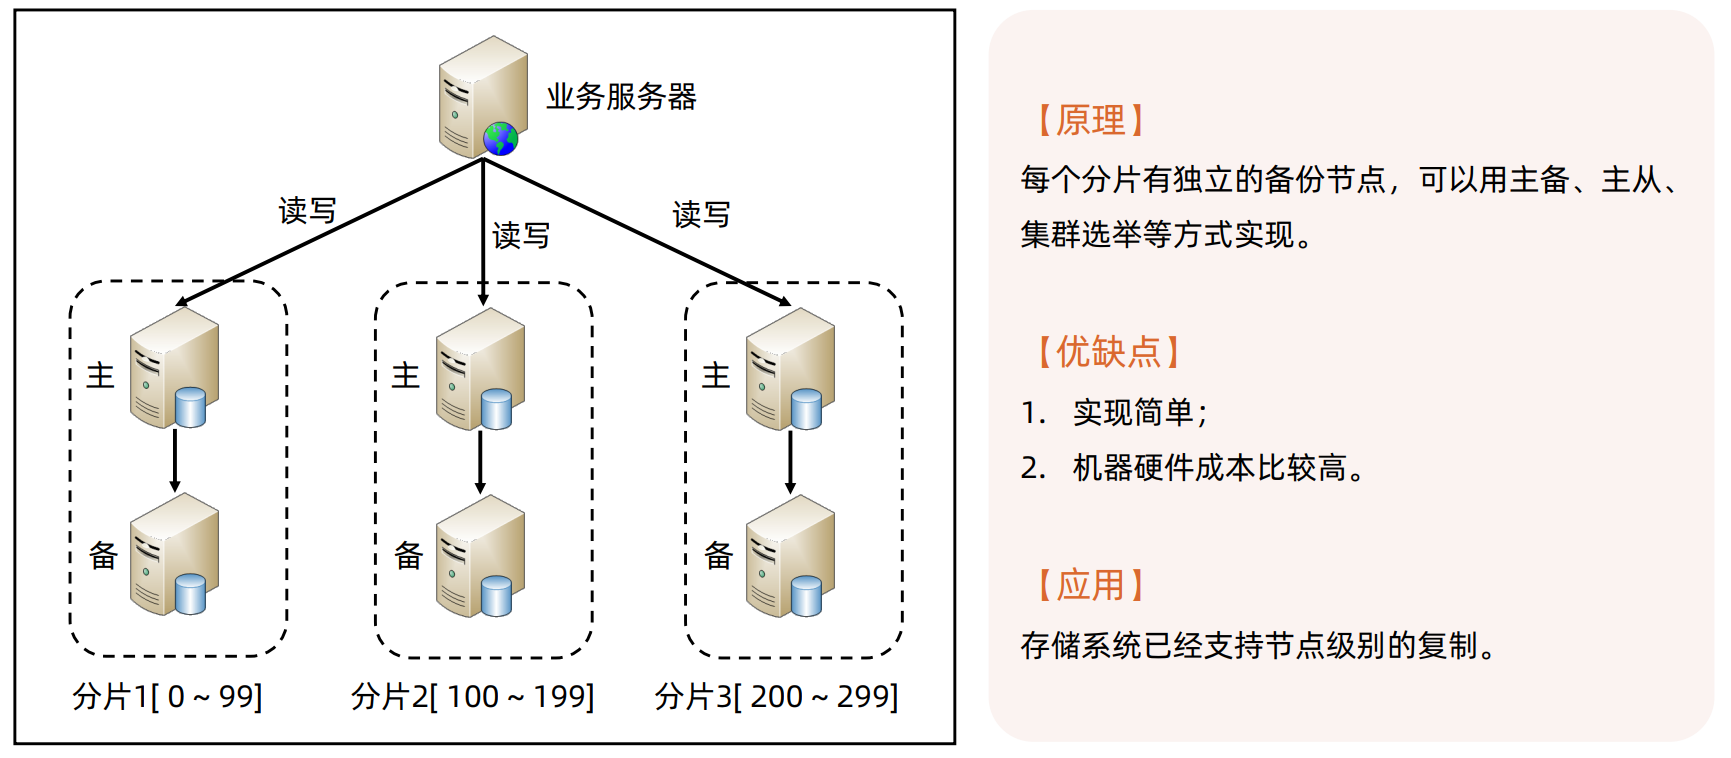 业务服务器
读写
读写
读写
主
主
主
备
备
备
分片1[ 0 ~ 99]
分片2[ 100 ~ 199]
分片3[ 200 ~ 299]
【原理】
每个分片有独立的备份节点，可以用主备、主从、
集群选举等方式实现。
【优缺点】
1. 实现简单；
2. 机器硬件成本比较高。
【应用】
存储系统已经支持节点级别的复制。